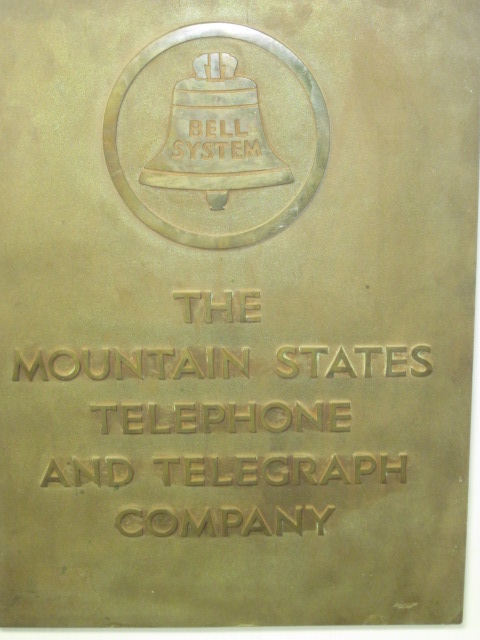 BELL
SYSTEM
THE
MOUNTAIN STATES
TELEPHONE
AND TELEGRAPH
COMPANY